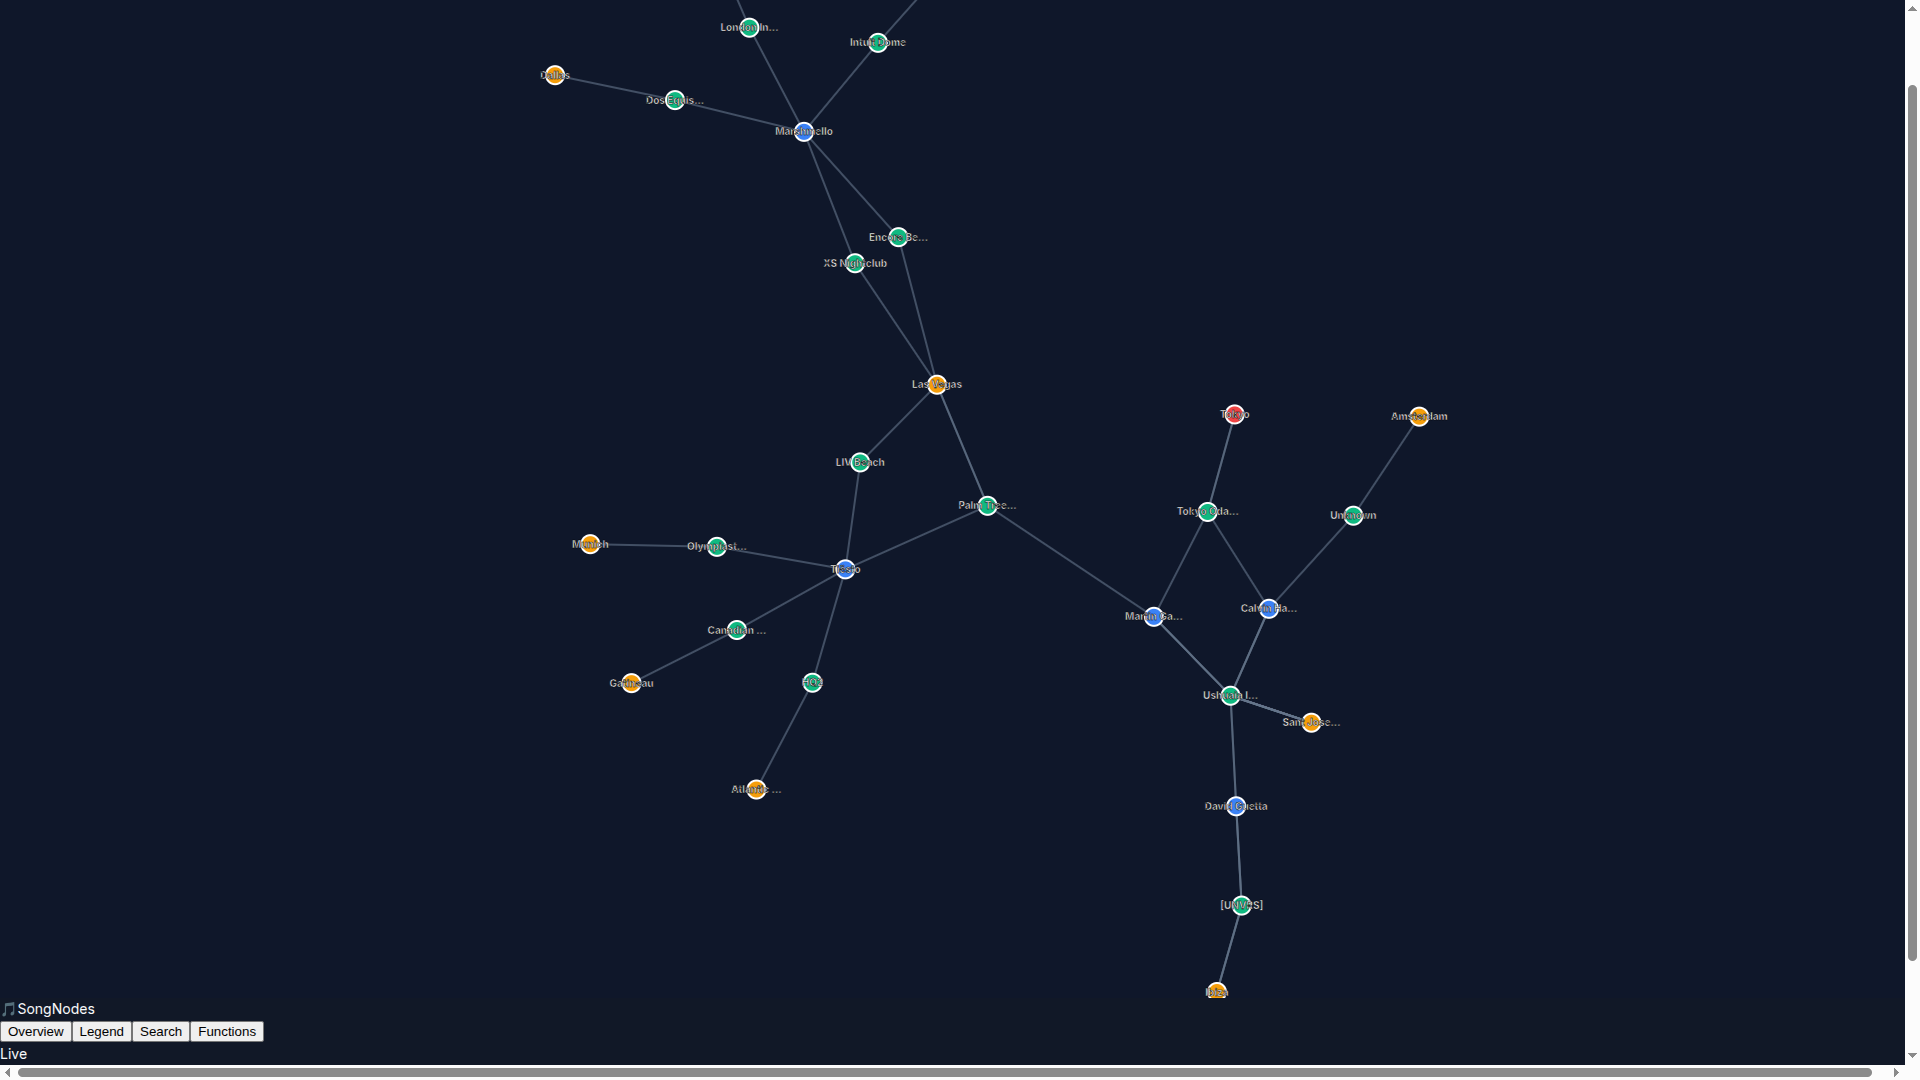 London In...
Intuit Dome
Dallas
Dos Equis...
Marshmello
Encore Be...
XS Nightclub
Las Vegas
Tokyo
Amsterdam
LIV Beach
Palm Tree...
Tokyo Oda...
Unknown
Munich
Olympiast...
Tiësto
Calvin Ha...
Martin Ga...
Canadian ...
Gatineau
HQ2
Ushuaïa I...
San Jose...
Atlantic ...
David Guetta
[UNVRS]
Ibiza
SongNodes
Overview Legend Search Functions
Live